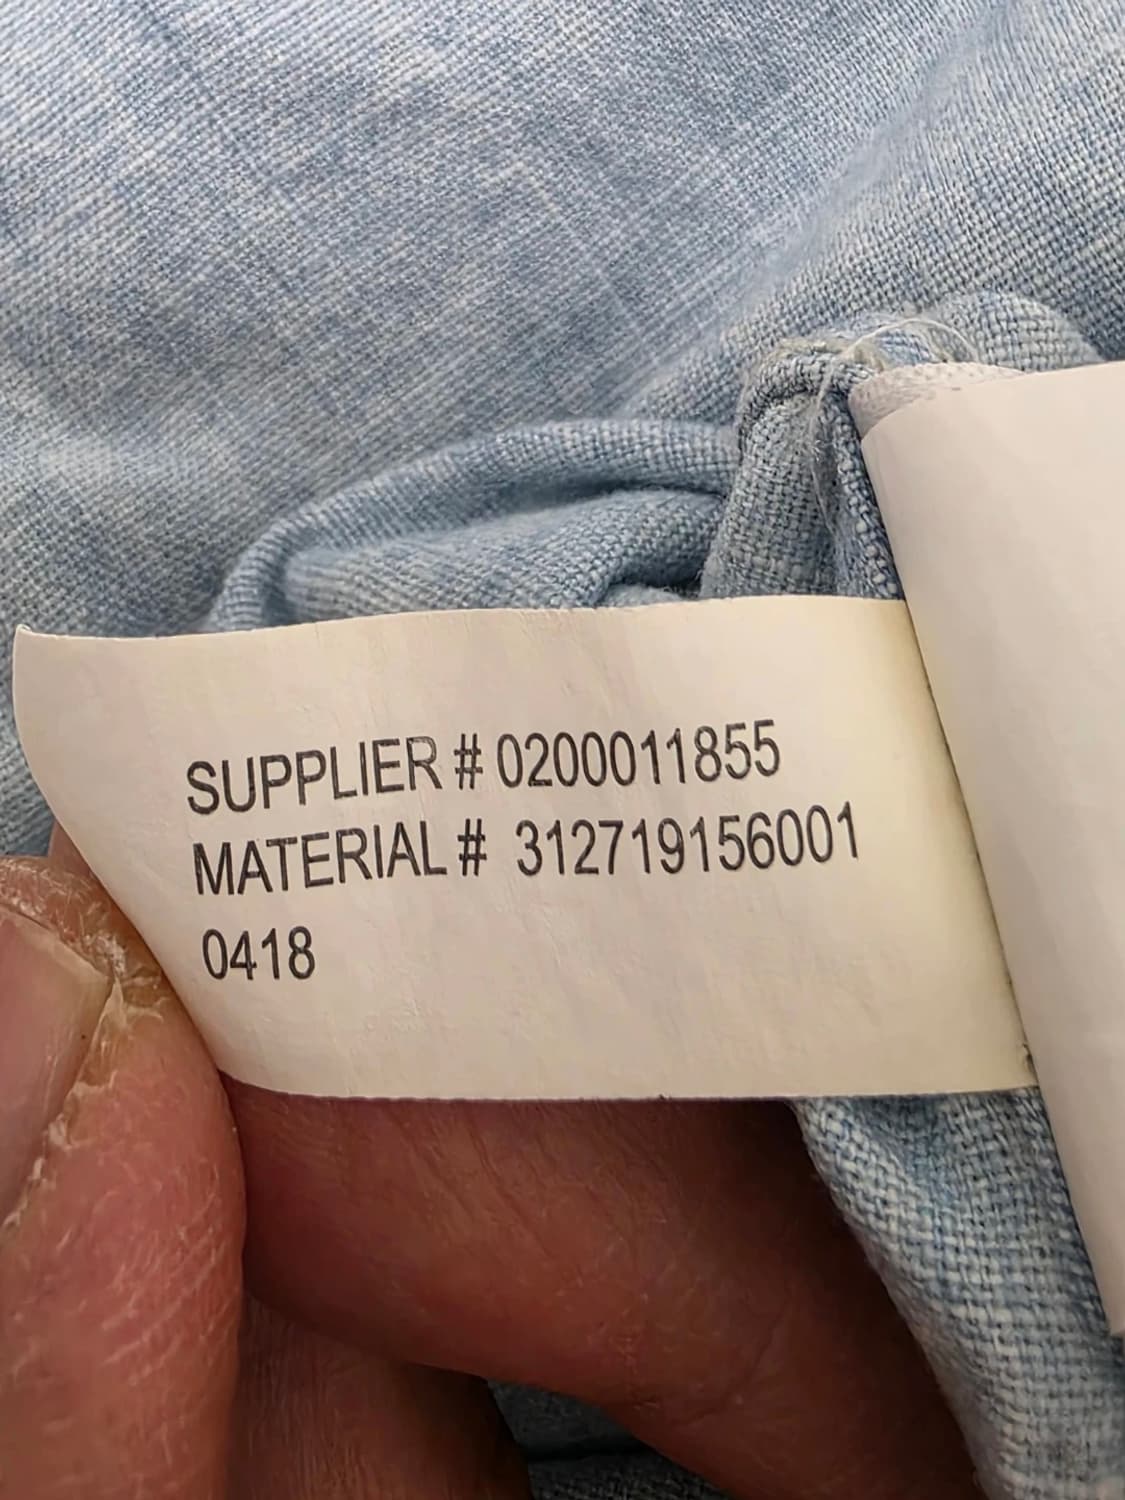 SUPPLIER # 0200011855
MATERIAL # 312719156001
0418